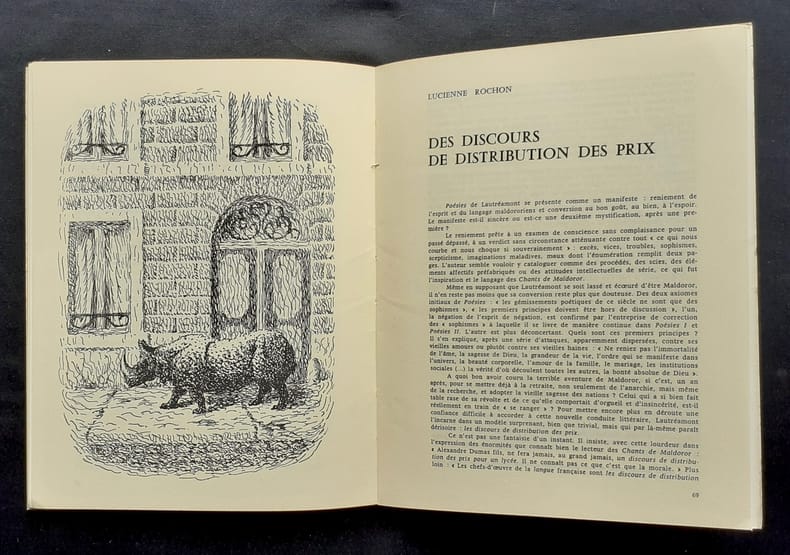 LUCIENNE ROCHON
DES DISCOURS
DE DISTRIBUTION DES PRIX
Poésies de Lautréamont se présente comme un manifeste : reniement de
l'esprit et du langage maldororiens et conversion au bon goût, au bien, à l'espoir.
Le manifeste est-il sincère ou est-ce une deuxième mystification, après une pre-
mière ?
Le reniement prête à un examen de conscience sans complaisance pour un
passé dépassé, à un verdict sans circonstance atténuante contre tout « ce qui nous
courbe et nous choque si souverainement » : excès, vices, troubles, sophismes,
scepticisme, imaginations maladives, maux dont l'énumération remplit deux pa-
ges. L'auteur semble vouloir y cataloguer comme des procédés, des scies, des élé-
ments affectifs préfabriqués ou des attitudes intellectuelles de série, ce qui fut
l'inspiration et le langage des Chants de Maldoror.
Même en supposant que Lautréamont se soit lassé et écœuré d'être Maldoror,
il n'en reste pas moins que sa conversion reste plus que douteuse. Des deux axiomes
initiaux de Poésies : « les gémissements poétiques de ce siècle ne sont que des
sophismes », « les premiers principes doivent être hors de discussion », l'un,
la négation de l'esprit de négation, est confirmé par l'entreprise de correction
des « sophismes » à laquelle il se livre de manière continue dans Poésies I et
Poésies II. L'autre est plus déconcertant. Quels sont ces premiers principes ?
Il s'en explique, après une série d'attaques, apparemment dispersées, contre ses
vieilles amours ou plutôt contre ses vieilles haines : « Ne reniez pas l'immortalité
de l'âme, la sagesse de Dieu, la grandeur de la vie, l'ordre qui se manifeste dans
l'univers, la beauté corporelle, l'amour de la famille, le mariage, les institutions
sociales (...) la vérité d'où découlent toutes les autres, la bonté absolue de Dieu ».
A quoi bon avoir couru la terrible aventure de Maldoror, si c'est, un an
après, pour se mettre déjà à la retraite, non seulement de l'anarchie, mais même
de la recherche, et adopter la vieille sagesse des nations ? Celui qui a si bien fait
table rase de sa révolte et de ce qu'elle comportait d'orgueil et d'insincérité, est-il
réellement en train de « se ranger » ? Pour mettre encore plus en déroute une
confiance difficile à accorder à cette nouvelle conduite littéraire, Lautréamont
l'incarne dans un modèle surprenant, bien que trivial, mais qui par là-même paraît
dérisoire : les discours de distribution des prix.
Ce n'est pas une fantaisie d'un instant. Il insiste, avec cette lourdeur dans
l'expression des énormités que connaît bien le lecteur des Chants de Maldoror :
« Alexandre Dumas fils, ne fera jamais, au grand jamais, un discours de distribu-
tion des prix pour un lycée. Il ne connaît pas ce que c'est que la morale. » Plus
loin : « Les chefs-d'œuvre de la langue française sont les discours de distribution
69